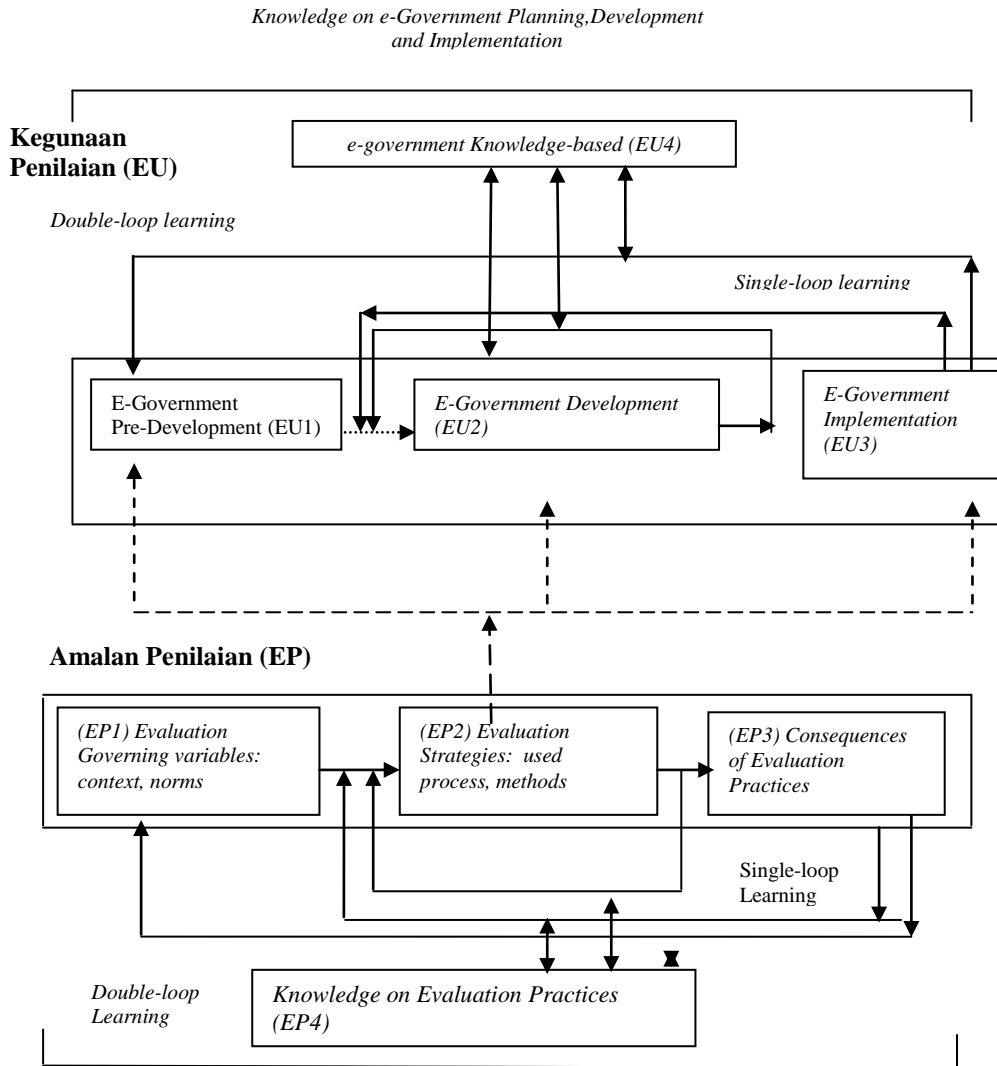 Knowledge on e-Government Planning,Development
and Implementation
Kegunaan
Penilaian (EU)
e-government Knowledge-based (EU4)
Double-loop learning
Single-loop learning
E-Government
Pre-Development (EU1)
E-Government Development
(EU2)
E-Government
Implementation
(EU3)
Amalan Penilaian (EP)
(EP1) Evaluation
Governing variables:
context, norms
(EP2) Evaluation
Strategies: used
process, methods
(EP3) Consequences
of Evaluation
Practices
Single-loop
Learning
Double-loop
Learning
Knowledge on Evaluation Practices
(EP4)